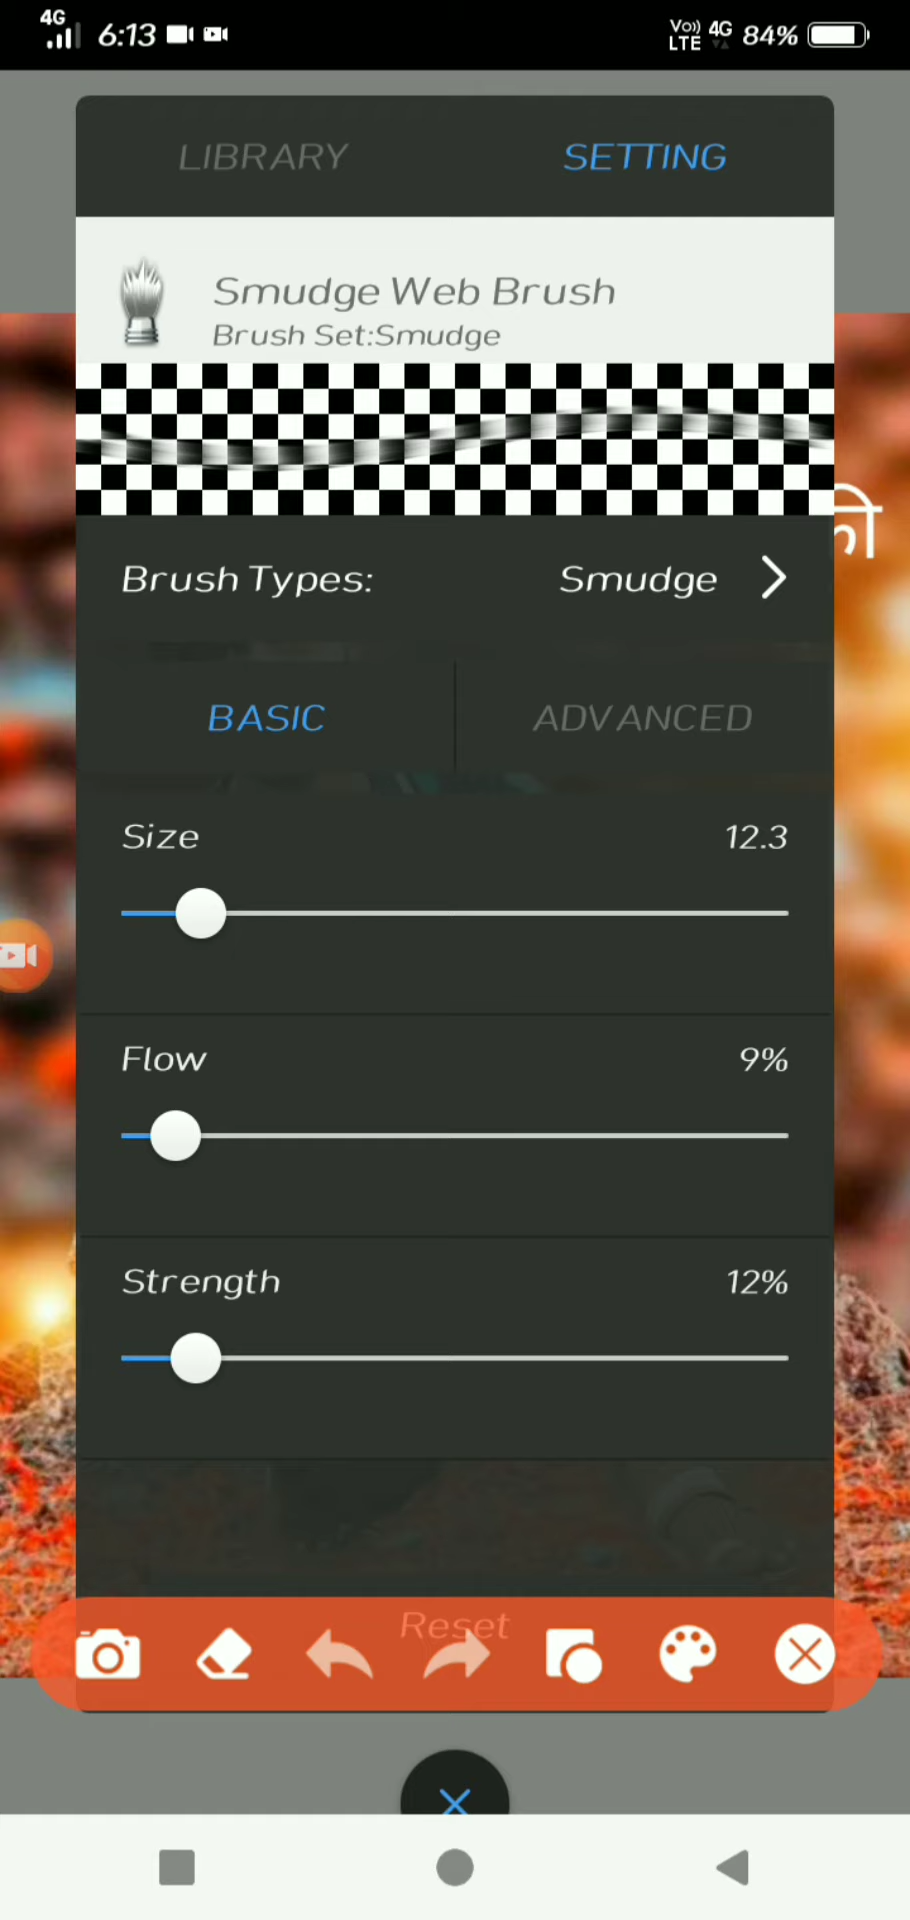 4G
6:13
Vo)) LTE 4G 84%
LIBRARY SETTING
Smudge Web Brush
Brush Set:Smudge
की
Brush Types: Smudge
BASIC ADVANCED
Size 12.3
Flow 9%
Strength 12%
Reset